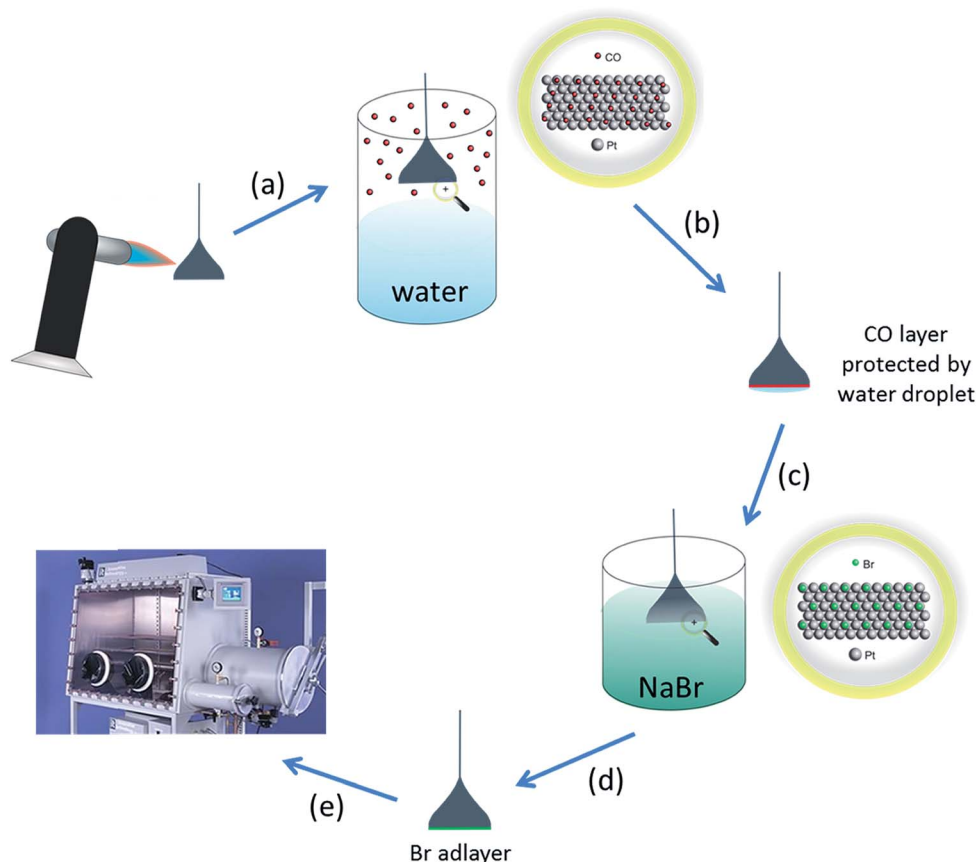 CO
Pt
(a)
(b)
water
CO layer
protected by
water droplet
(c)
Br
Pt
NaBr
(d)
(e)
Br adlayer